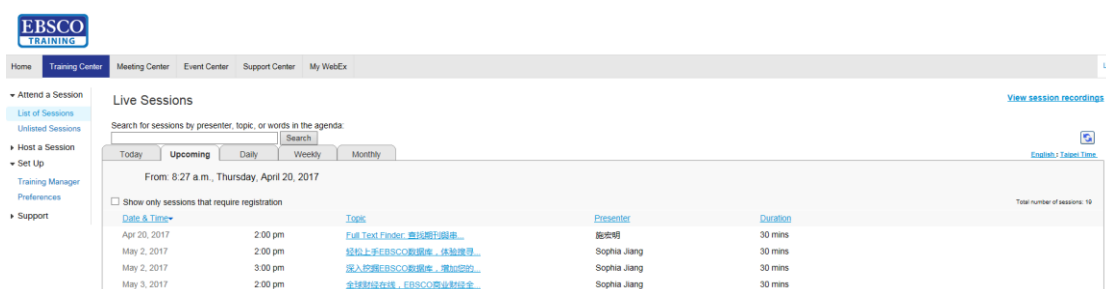 EBSCO
TRAINING
Home Training Center Meeting Center Event Center Support Center My WebEx
Attend a Session
List of Sessions
Unlisted Sessions
Host a Session
Set Up
Training Manager
Preferences
Support
Live Sessions
View session recordings
Search for sessions by presenter, topic, or words in the agenda:
Search
Today Upcoming Daily Weekly Monthly
English : Taipei Time
From: 8:27 a.m., Thursday, April 20, 2017
Show only sessions that require registration
Total number of sessions: 19
Date & Time Topic Presenter Duration
Apr 20, 2017 2:00 pm Full Text Finder: 查找期刊與串... 施宏明 30 mins
May 2, 2017 2:00 pm 轻松上手EBSCO数据库，体验搜寻... Sophia Jiang 30 mins
May 2, 2017 3:00 pm 深入挖掘EBSCO数据库，增加您的... Sophia Jiang 30 mins
May 3, 2017 2:00 pm 全球财经在线，EBSCO商业财经全... Sophia Jiang 30 mins